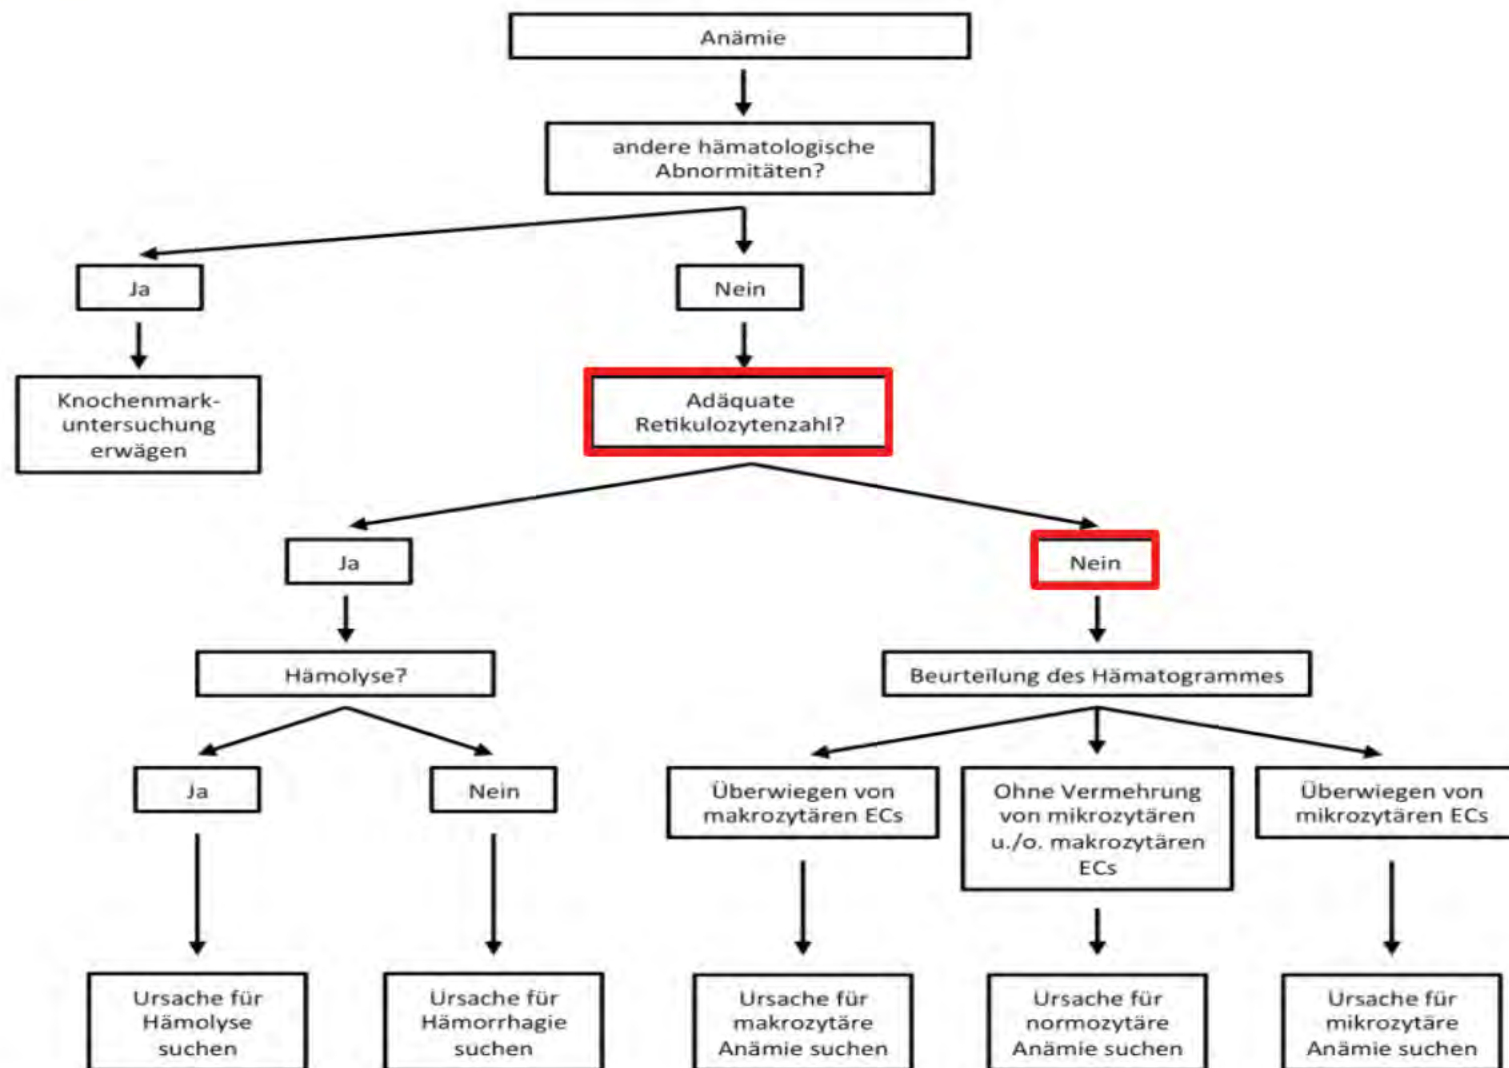 Anämie
andere hämatologische
Abnormitäten?
Ja
Nein
Knochenmark-
untersuchung
erwägen
Adäquate
Retikulozytenzahl?
Ja
Nein
Hämolyse?
Beurteilung des Hämatogrammes
Ja
Nein
Überwiegen von
makrozytären ECs
Ohne Vermehrung
von mikrozytären
u./o. makrozytären
ECs
Überwiegen von
mikrozytären ECs
Ursache für
Hämolyse
suchen
Ursache für
Hämorrhagie
suchen
Ursache für
makrozytäre
Anämie suchen
Ursache für
normozytäre
Anämie suchen
Ursache für
mikrozytäre
Anämie suchen